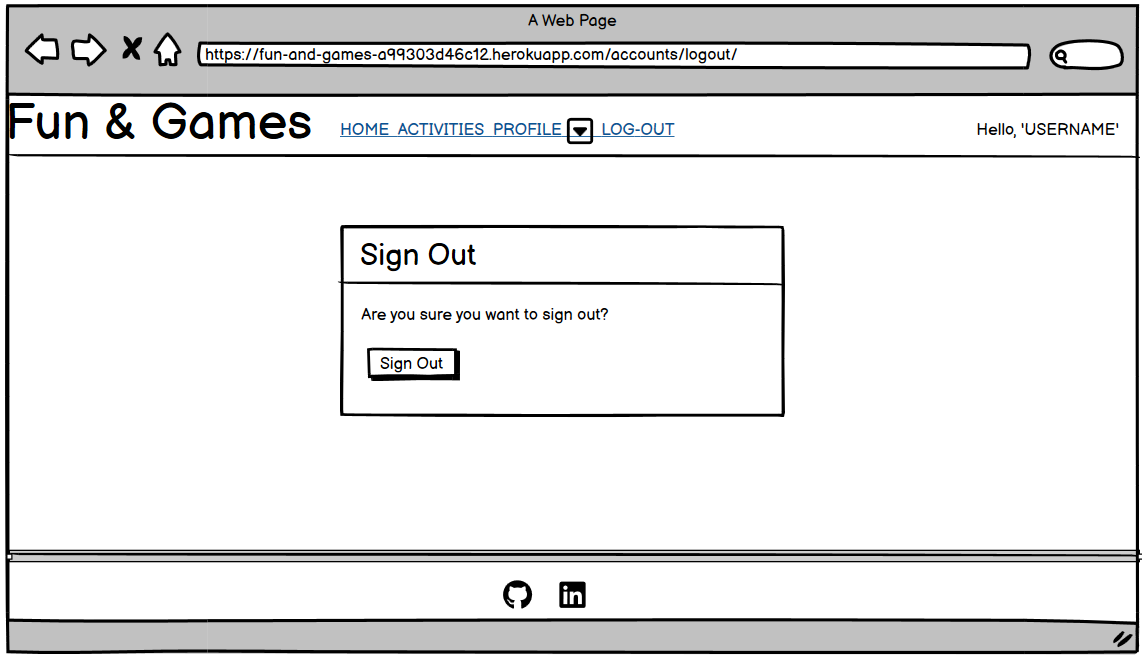 A Web Page
https://fun-and-games-a99303d46c12.herokuapp.com/accounts/logout/
Fun & Games HOME ACTIVITIES PROFILE LOG-OUT Hello, 'USERNAME'
Sign Out
Are you sure you want to sign out?
Sign Out
in